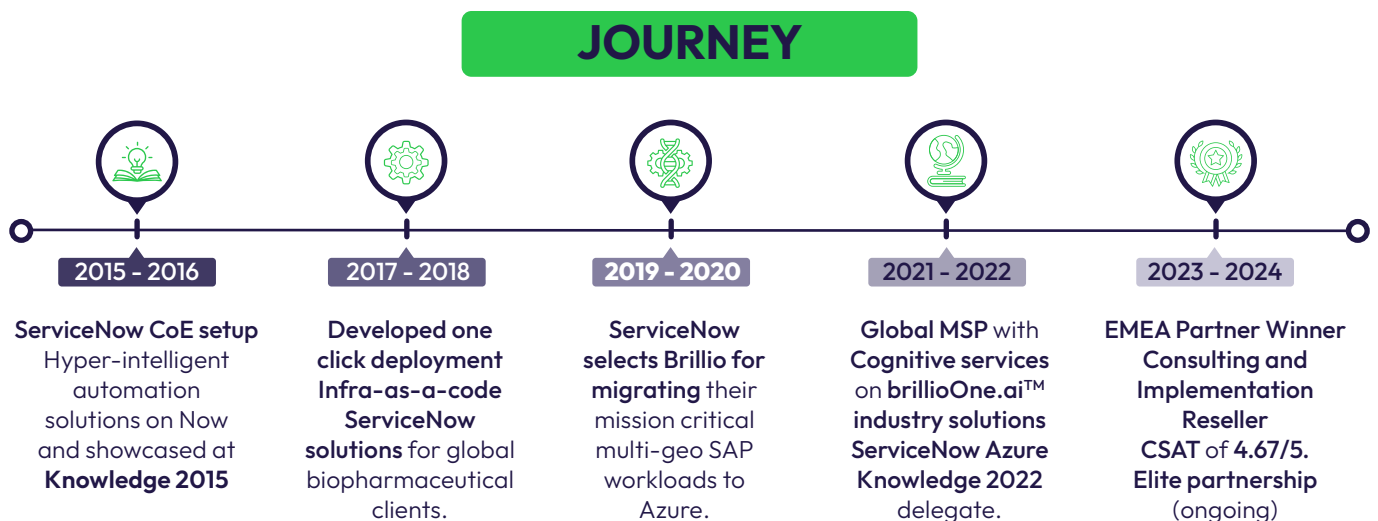 JOURNEY
2015 - 2016
ServiceNow CoE setup
Hyper-intelligent
automation
solutions on Now
and showcased at
Knowledge 2015
2017 - 2018
Developed one
click deployment
Infra-as-a-code
ServiceNow
solutions for global
biopharmaceutical
clients.
2019 - 2020
ServiceNow
selects Brillio for
migrating their
mission critical
multi-geo SAP
workloads to
Azure.
2021 - 2022
Global MSP with
Cognitive services
on brillioOne.ai™
industry solutions
ServiceNow Azure
Knowledge 2022
delegate.
2023 - 2024
EMEA Partner Winner
Consulting and
Implementation
Reseller
CSAT of 4.67/5.
Elite partnership
(ongoing)